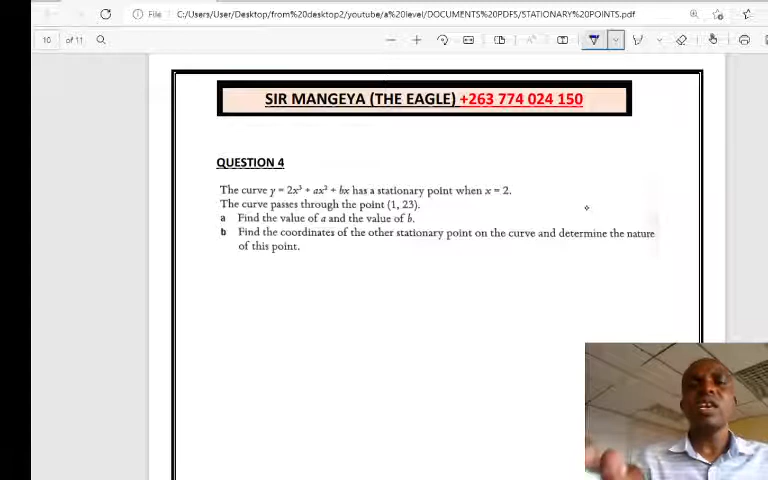 File C:/Users/User/Desktop/from%20desktop2/youtube/a%20level/DOCUMENTS%20PDFS/STATIONARY%20POINTS.pdf
10 of 11
SIR MANGEYA (THE EAGLE) +263 774 024 150
QUESTION 4
The curve y = 2x³ + ax² + bx has a stationary point when x = 2.
The curve passes through the point (1, 23).
a Find the value of a and the value of b.
b Find the coordinates of the other stationary point on the curve and determine the nature
of this point.